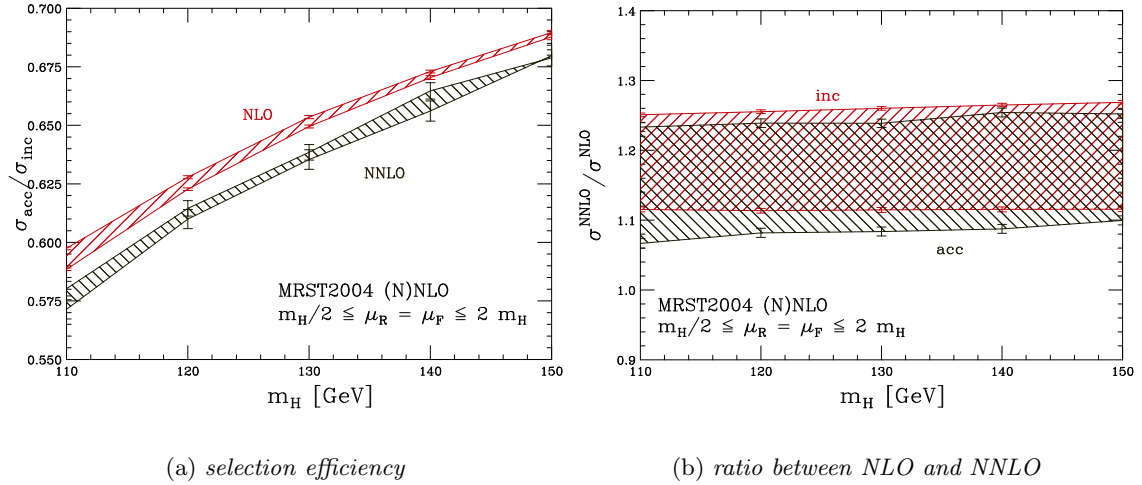 0.700
0.675
0.650
0.625
0.600
0.575
0.550
σacc/σinc
NLO
NNLO
MRST2004 (N)NLO
mH/2 ≦ μR = μF ≦ 2 mH
110 120 130 140 150
mH [GeV]
(a) selection efficiency
1.4
1.3
1.2
1.1
1.0
0.9
σNNLO/σNLO
inc
acc
MRST2004 (N)NLO
mH/2 ≦ μR = μF ≦ 2 mH
110 120 130 140 150
mH [GeV]
(b) ratio between NLO and NNLO